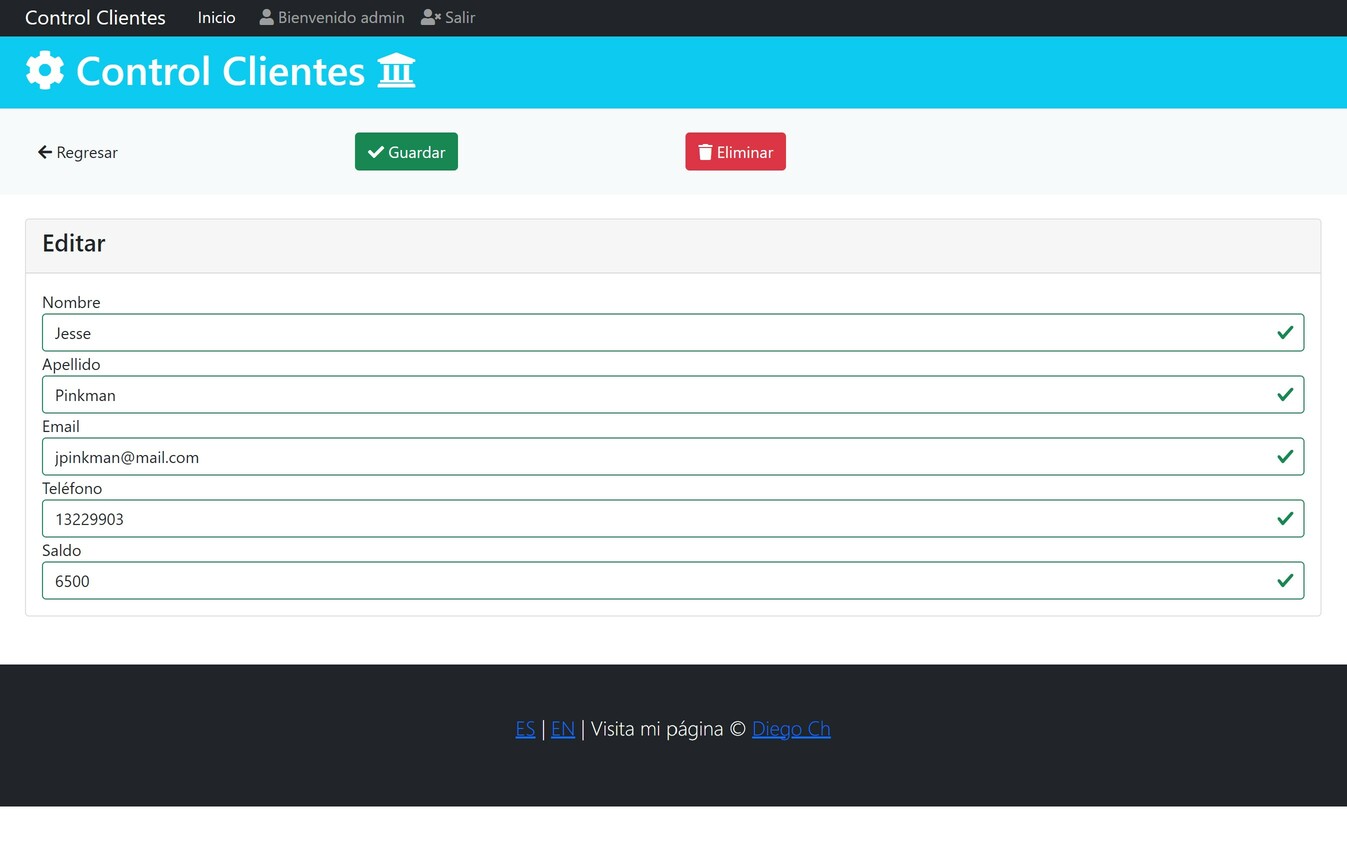 Control Clientes Inicio Bienvenido admin Salir
Control Clientes
Regresar Guardar Eliminar
Editar
Nombre
Jesse
Apellido
Pinkman
Email
jpinkman@mail.com
Teléfono
13229903
Saldo
6500
ES | EN | Visita mi página © Diego Ch